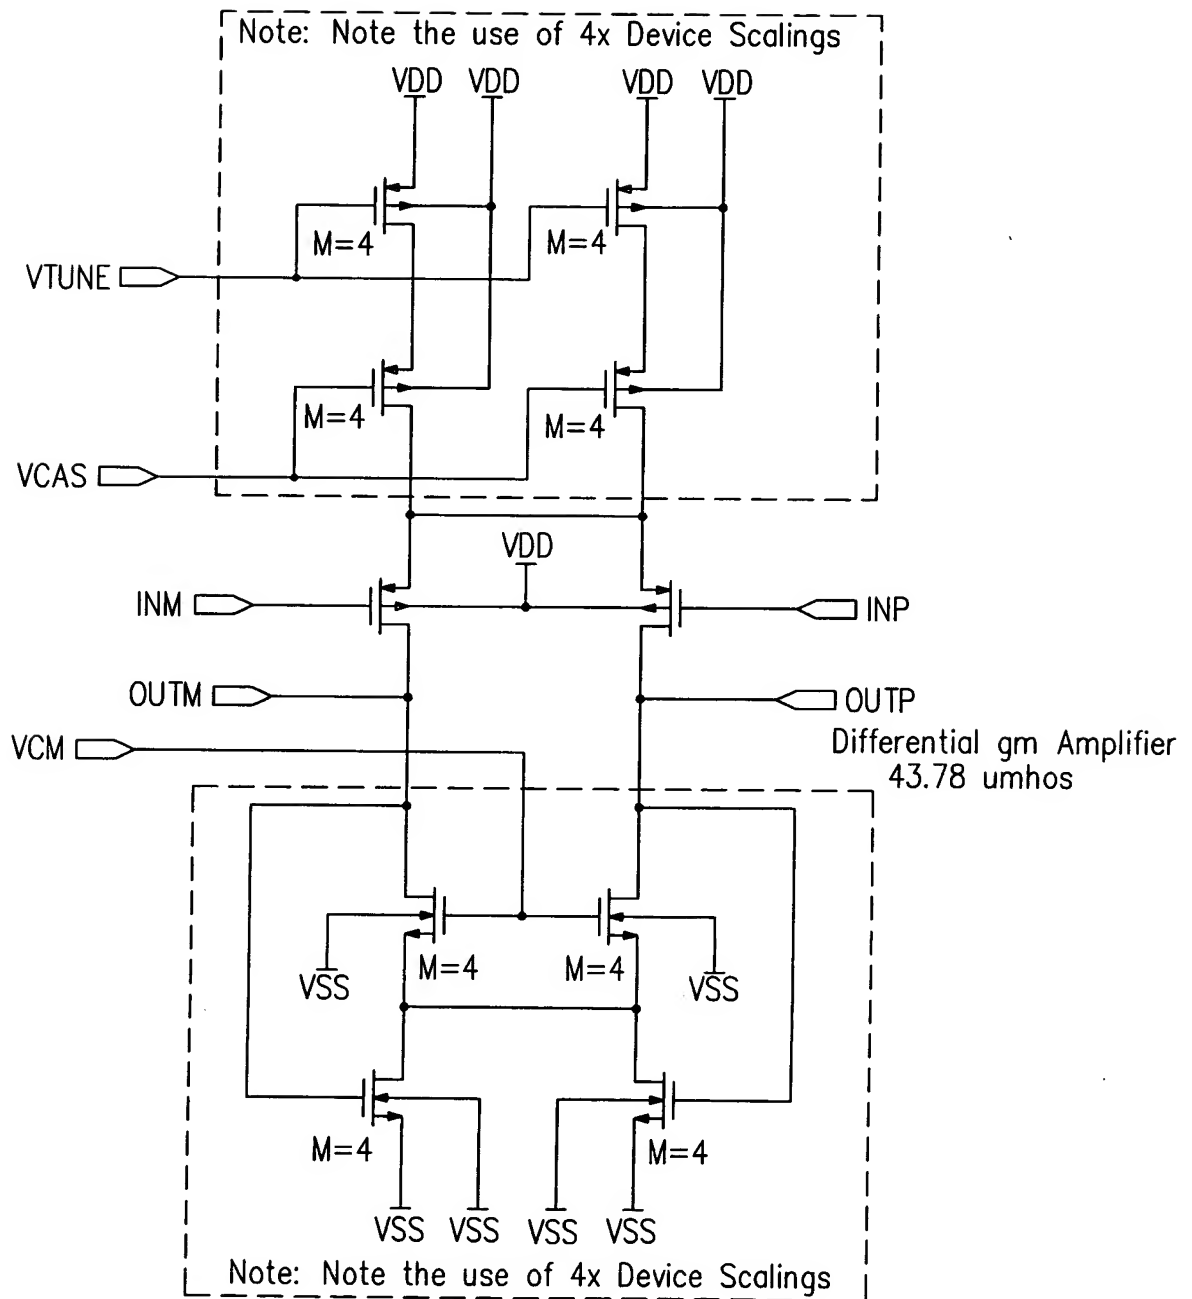 Note: Note the use of 4x Device Scalings
VDD VDD VDD VDD
M=4 M=4
VTUNE
M=4 M=4
VCAS
VDD
INM INP
OUTM OUTP
VCM
Differential gm Amplifier
43.78 umhos
M=4 M=4
VSS VSS
M=4 M=4
VSS VSS VSS VSS
Note: Note the use of 4x Device Scalings